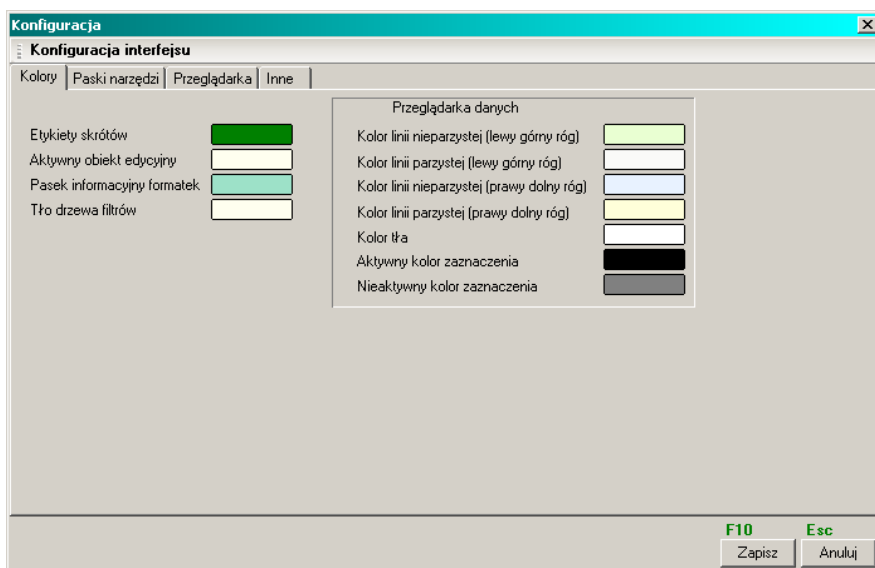 Konfiguracja
Konfiguracja interfejsu
Kolory Paski narzędzi Przeglądarka Inne
Przeglądarka danych
Etykiety skrótów
Aktywny obiekt edycyjny
Pasek informacyjny formatek
Tło drzewa filtrów
Kolor linii nieparzystej (lewy górny róg)
Kolor linii parzystej (lewy górny róg)
Kolor linii nieparzystej (prawy dolny róg)
Kolor linii parzystej (prawy dolny róg)
Kolor tła
Aktywny kolor zaznaczenia
Nieaktywny kolor zaznaczenia
F10 Esc
Zapisz Anuluj